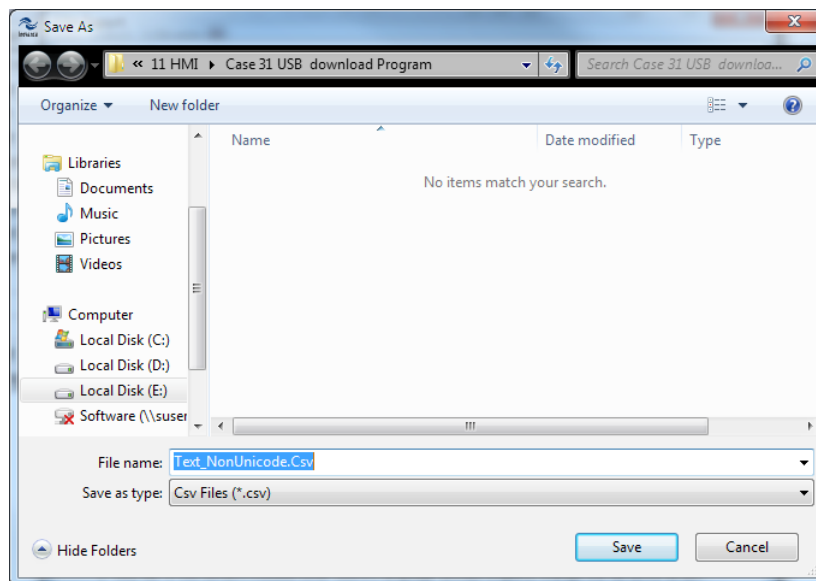 Save As
« 11 HMI ▸ Case 31 USB download Program
Search Case 31 USB downloa...
Organize New folder
Name Date modified Type
No items match your search.
Libraries
Documents
Music
Pictures
Videos
Computer
Local Disk (C:)
Local Disk (D:)
Local Disk (E:)
Software (\\suser
File name: Text_NonUnicode.Csv
Save as type: Csv Files (*.csv)
Hide Folders
Save Cancel